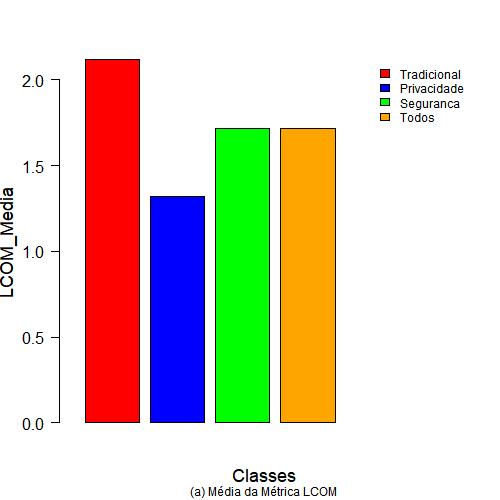 LCOM_Media
2.0
1.5
1.0
0.5
0.0
Tradicional
Privacidade
Seguranca
Todos
Classes
(a) Média da Métrica LCOM